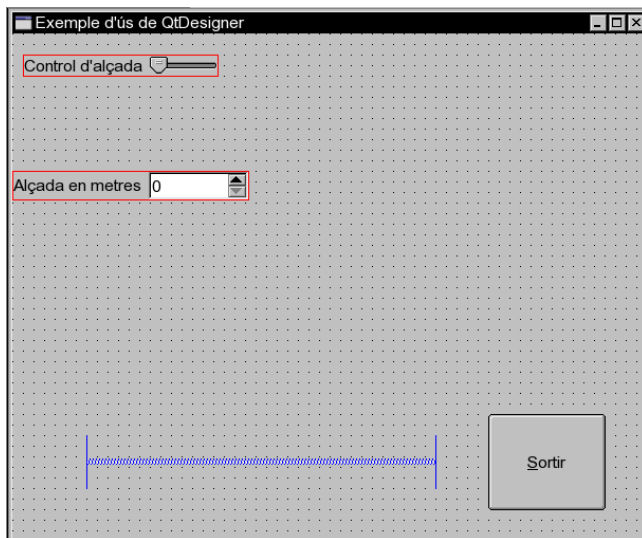 Exemple d'ús de QtDesigner
Control d'alçada
Alçada en metres 0
Sortir